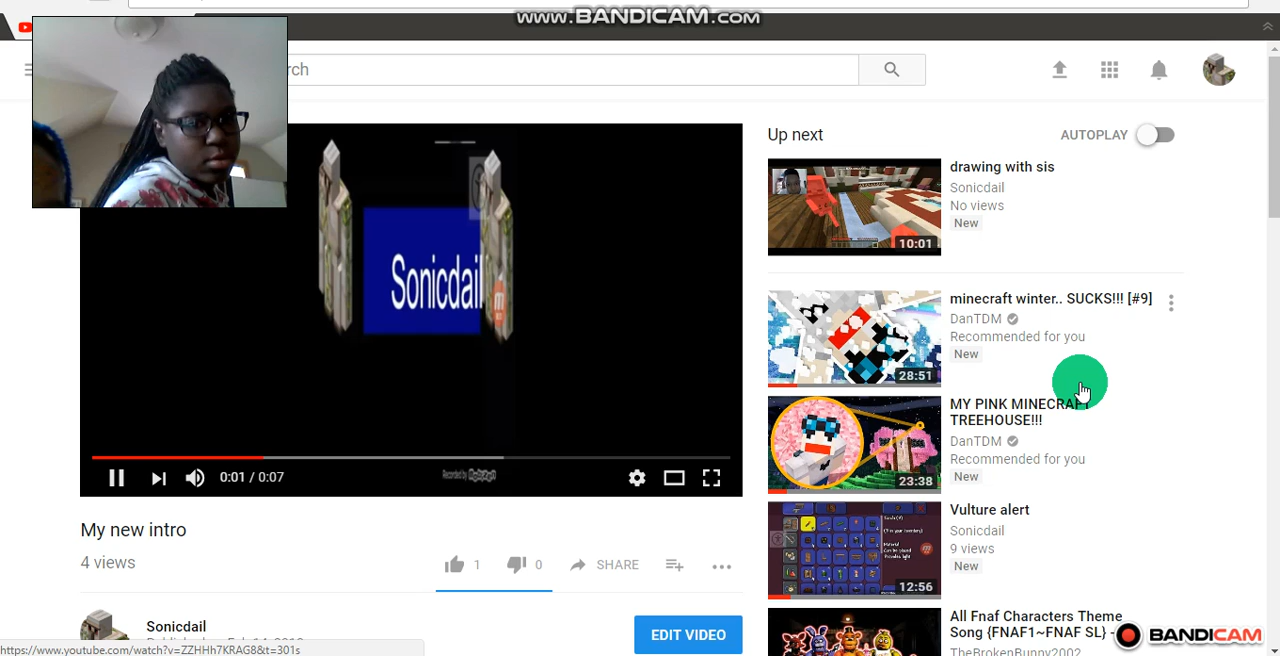 www.BANDICAM.com
rch
Up next
AUTOPLAY
drawing with sis
Sonicdail
No views
New
10:01
Sonicdail
minecraft winter.. SUCKS!!! [#9]
DanTDM
Recommended for you
New
28:51
MY PINK MINECRAFT
TREEHOUSE!!!
DanTDM
Recommended for you
New
23:38
0:01 / 0:07
Vulture alert
Sonicdail
9 views
New
12:56
My new intro
4 views
1
0
SHARE
Sonicdail
EDIT VIDEO
All Fnaf Characters Theme
Song {FNAF1~FNAF SL} -
TheBrokenBunny2002
BANDICAM
https://www.youtube.com/watch?v=ZZHHh7KRAG8&t=301s